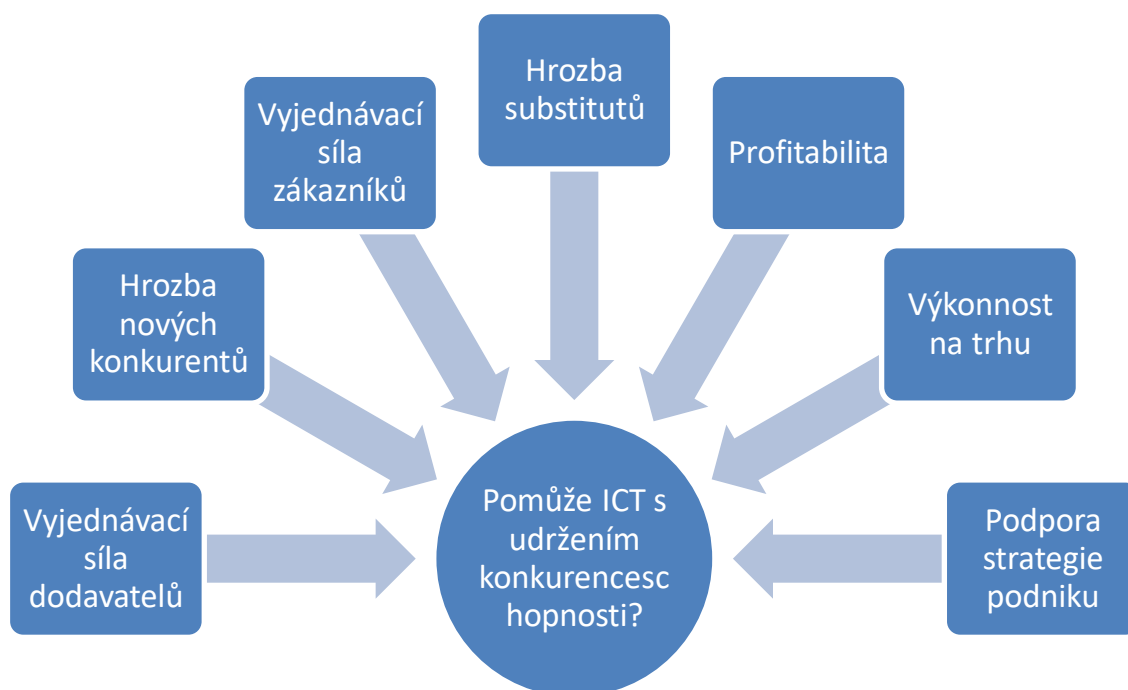 Vyjednávací
síla
dodavatelů
Hrozba
nových
konkurentů
Vyjednávací
síla
zákazníků
Hrozba
substitutů
Profitabilita
Výkonnost
na trhu
Podpora
strategie
podniku
Pomůže ICT s
udržením
konkurencesc
hopnosti?